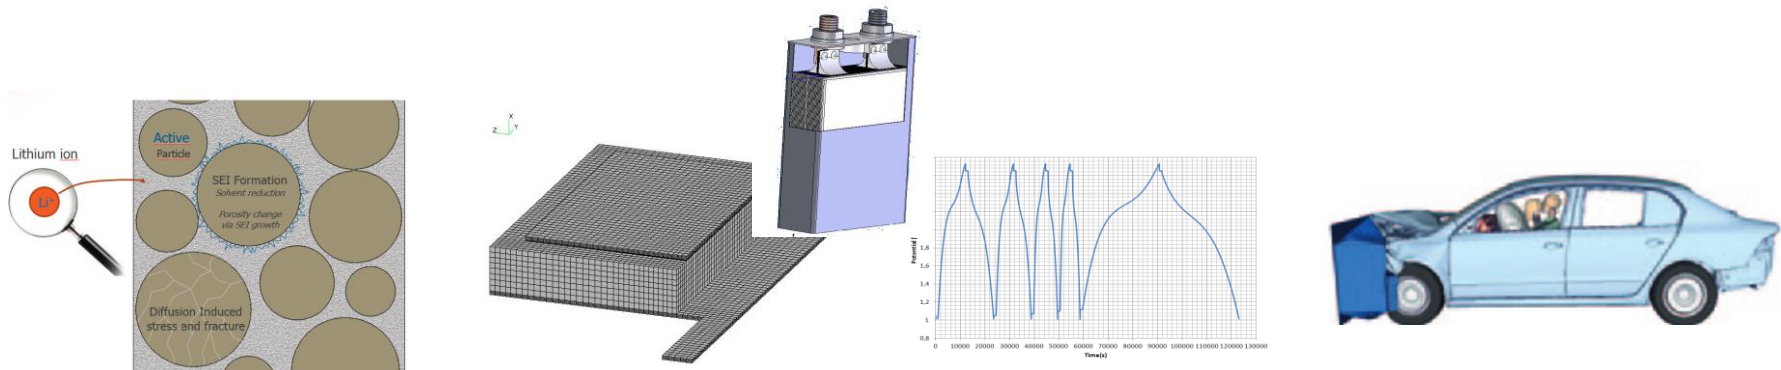 Lithium ion
Li+
Active
Particle
SEI Formation
Solvent reduction
Porosity change
via SEI growth
Diffusion Induced
stress and fracture
X
Z
Y
Potential
1,8
1,6
1,4
1,2
1
0,8
0 10000 20000 30000 40000 50000 60000 70000 80000 90000 100000 110000 120000 130000
Time(s)